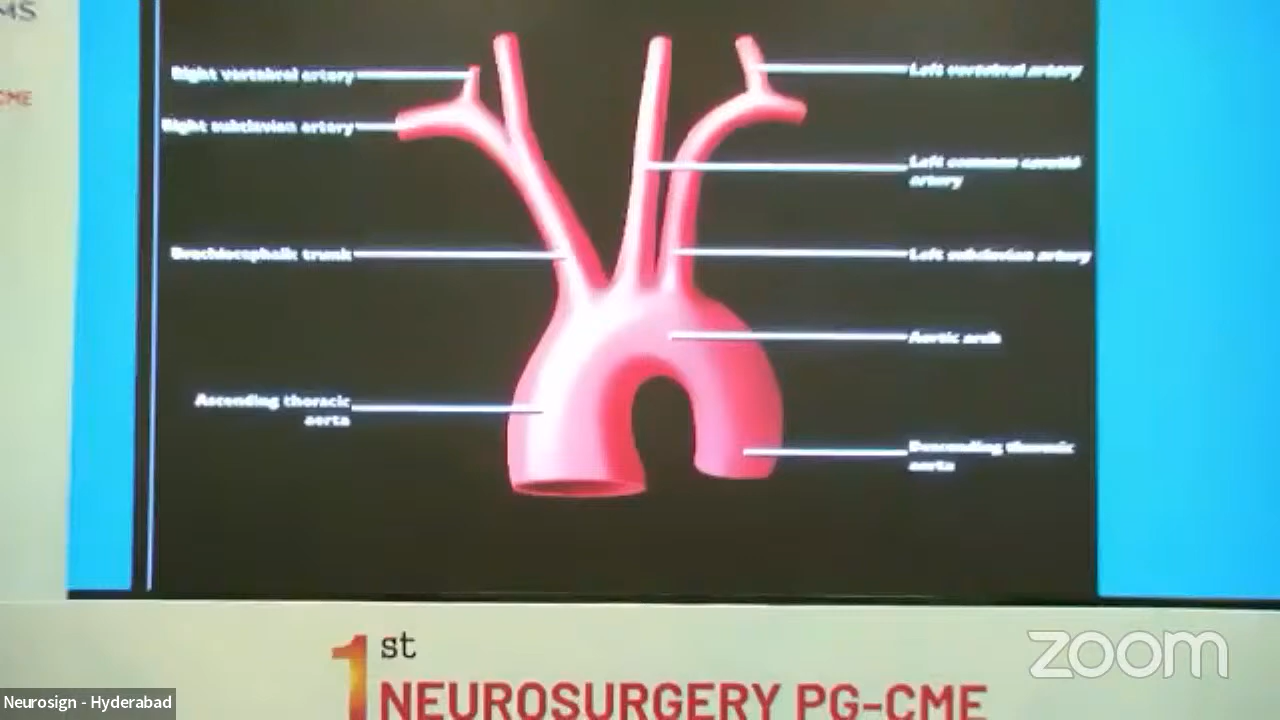 MS
CME
Right vertebral artery
Right subclavian artery
Brachiocephalic trunk
Ascending thoracic
aorta
Left vertebral artery
Left common carotid
artery
Left subclavian artery
Aortic arch
Descending thoracic
aorta
1st
NEUROSURGERY PG-CME
zoom
Neurosign - Hyderabad